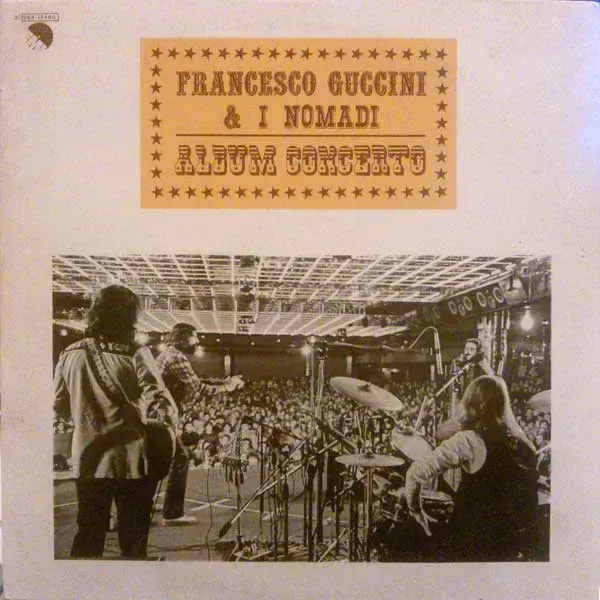 FRANCESCO GUCCINI
& I NOMADI
ALBUM CONCERTO